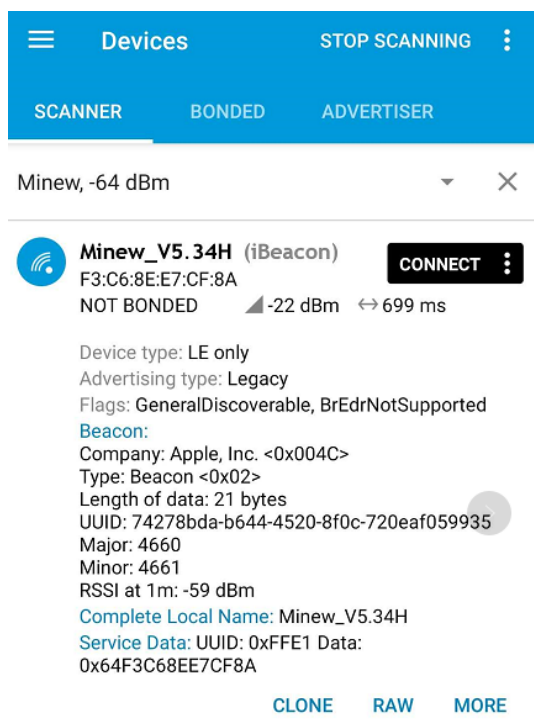 Devices STOP SCANNING
SCANNER BONDED ADVERTISER
Minew, -64 dBm
Minew_V5.34H (iBeacon)
CONNECT
F3:C6:8E:E7:CF:8A
NOT BONDED -22 dBm 699 ms
Device type: LE only
Advertising type: Legacy
Flags: GeneralDiscoverable, BrEdrNotSupported
Beacon:
Company: Apple, Inc. <0x004C>
Type: Beacon <0x02>
Length of data: 21 bytes
UUID: 74278bda-b644-4520-8f0c-720eaf059935
Major: 4660
Minor: 4661
RSSI at 1m: -59 dBm
Complete Local Name: Minew_V5.34H
Service Data: UUID: 0xFFE1 Data:
0x64F3C68EE7CF8A
CLONE RAW MORE